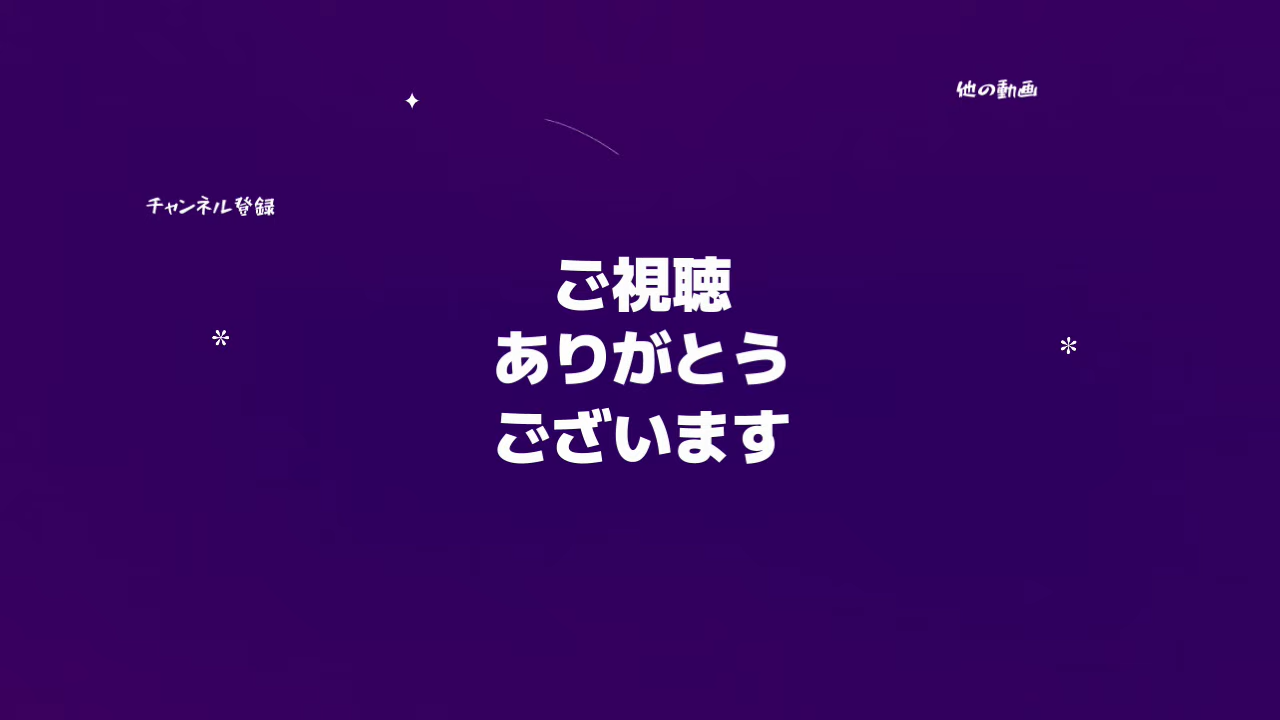 他の動画
チャンネル登録
ご視聴
ありがとう
ございます